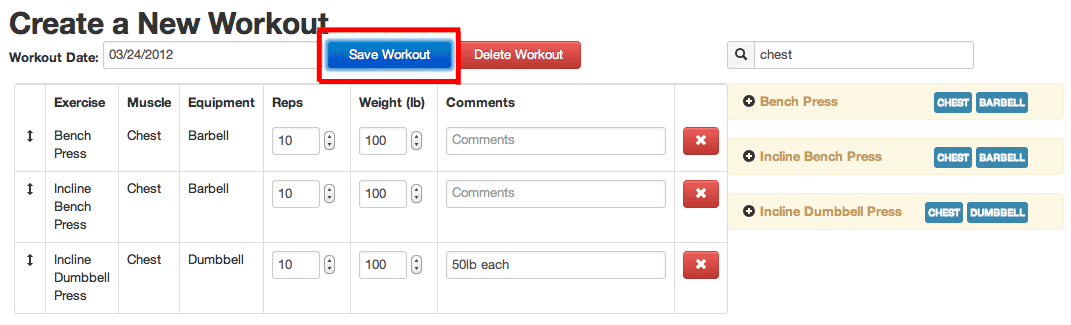 Create a New Workout
Workout Date: 03/24/2012 Save Workout Delete Workout chest
Exercise Muscle Equipment Reps Weight (lb) Comments
Bench Press Chest Barbell 10 100 Comments
Incline Bench Press Chest Barbell 10 100 Comments
Incline Dumbbell Press Chest Dumbbell 10 100 50lb each
Bench Press CHEST BARBELL
Incline Bench Press CHEST BARBELL
Incline Dumbbell Press CHEST DUMBBELL